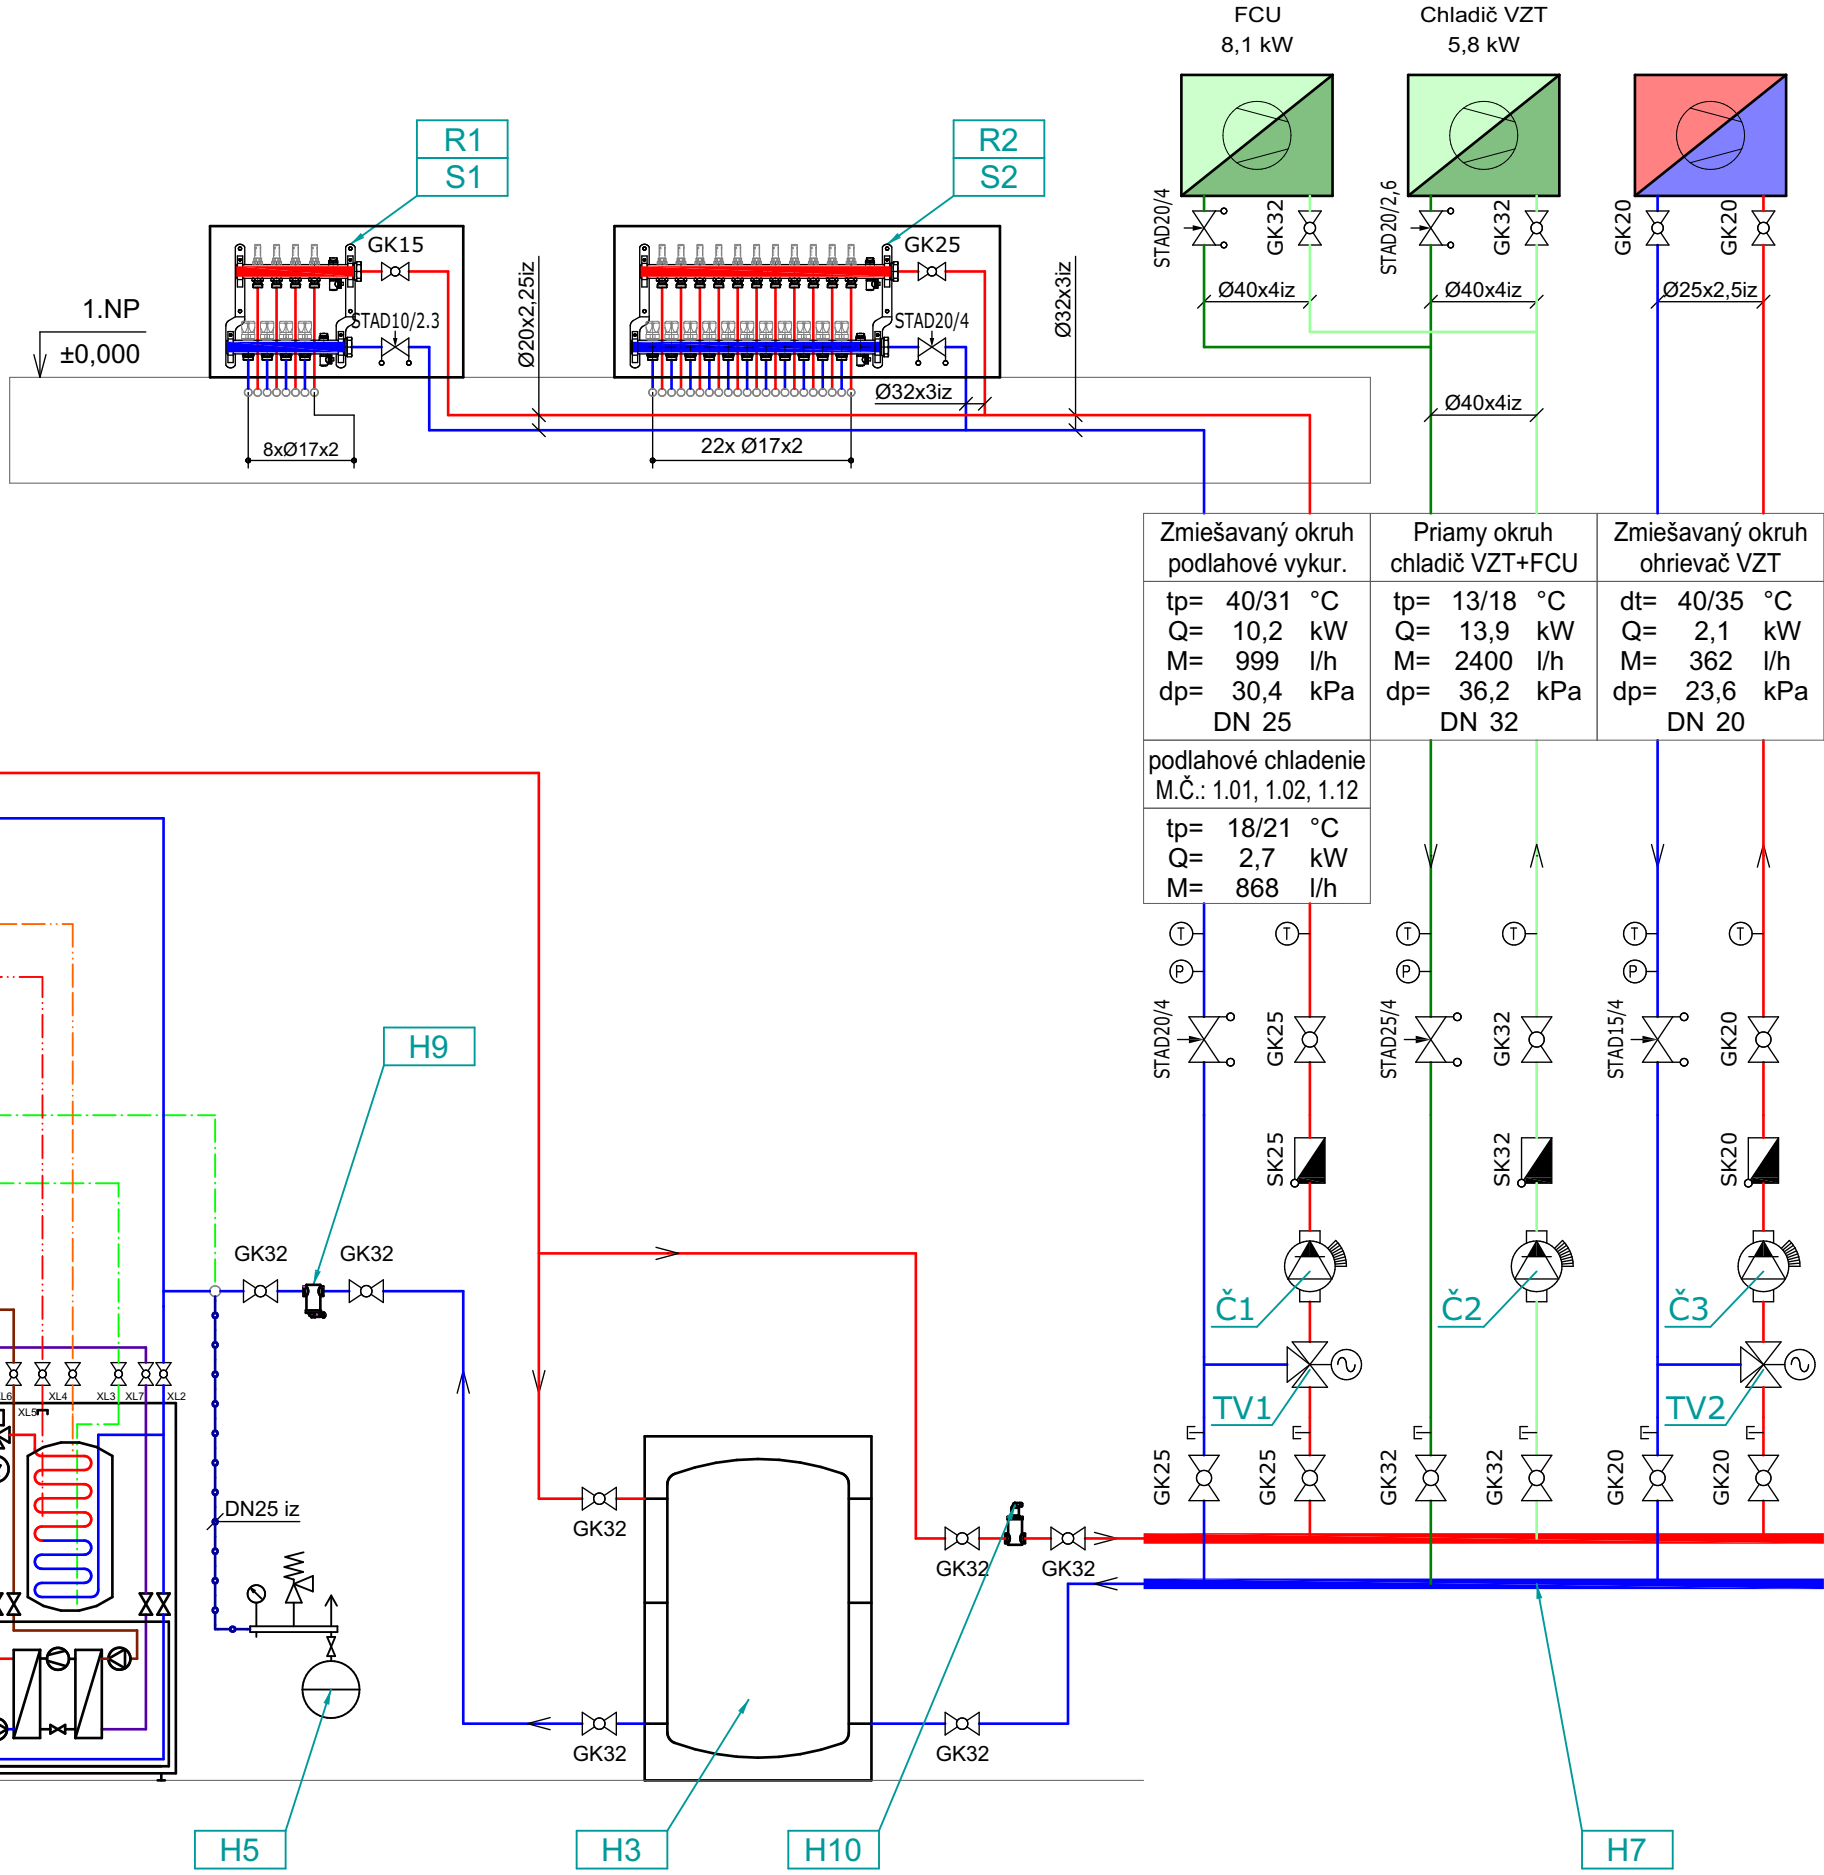 FCU
8,1 kW
Chladič VZT
5,8 kW
R1
S1
R2
S2
STAD20/4
GK32
STAD20/2,6
GK32
GK20
GK20
GK15
GK25
1.NP
±0,000
STAD10/2.3
STAD20/4
Ø20x2,25iz
Ø32x3iz
Ø40x4iz
Ø40x4iz
Ø25x2,5iz
Ø32x3iz
Ø40x4iz
8xØ17x2
22x Ø17x2
Zmiešavaný okruh
podlahové vykur.
tp= 40/31 °C
Q= 10,2 kW
M= 999 l/h
dp= 30,4 kPa
DN 25
Priamy okruh
chladič VZT+FCU
tp= 13/18 °C
Q= 13,9 kW
M= 2400 l/h
dp= 36,2 kPa
DN 32
Zmiešavaný okruh
ohrievač VZT
dt= 40/35 °C
Q= 2,1 kW
M= 362 l/h
dp= 23,6 kPa
DN 20
podlahové chladenie
M.Č.: 1.01, 1.02, 1.12
tp= 18/21 °C
Q= 2,7 kW
M= 868 l/h
T
T
T
T
T
T
P
P
P
STAD20/4
GK25
STAD25/4
GK32
STAD15/4
GK20
H9
SK25
SK32
SK20
GK32
GK32
Č1
Č2
Č3
TV1
TV2
XL4
XL3
XL7
XL2
XL5
GK25
GK25
GK32
GK32
GK20
GK20
DN25 iz
GK32
GK32
GK32
GK32
GK32
H5
H3
H10
H7